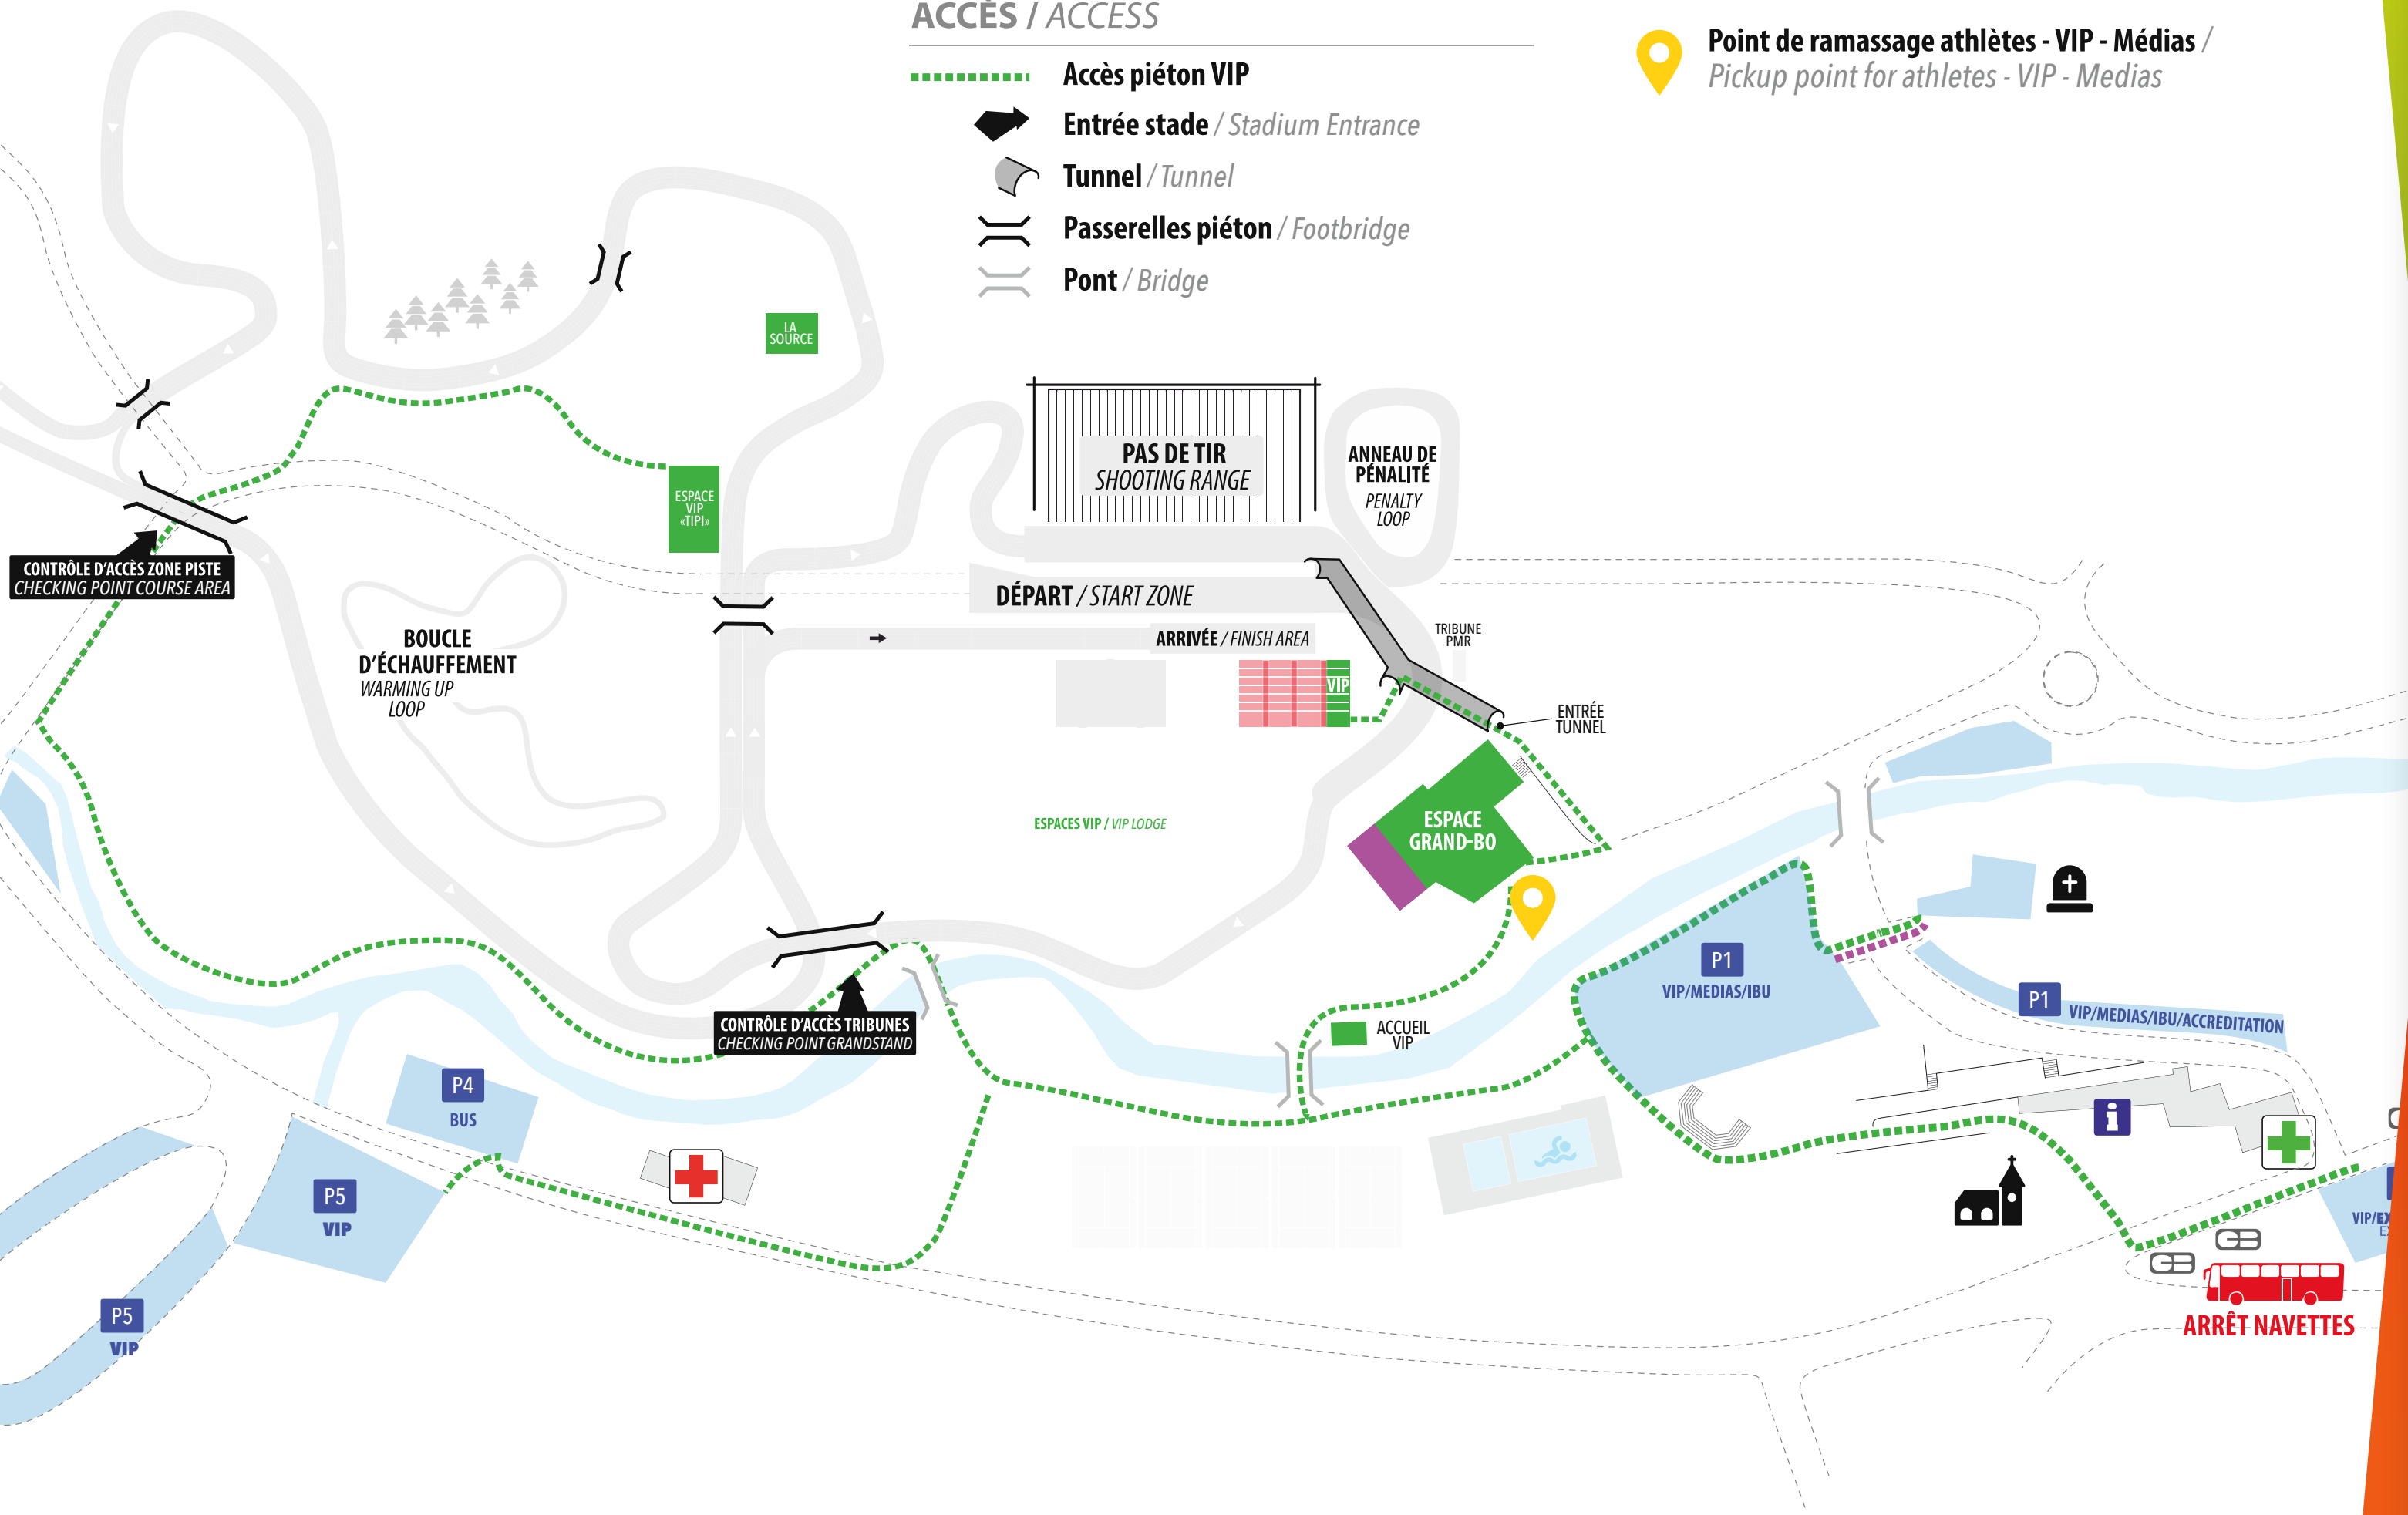 ACCÈS / ACCESS
Accès piéton VIP
Entrée stade / Stadium Entrance
Tunnel / Tunnel
Passerelles piéton / Footbridge
Pont / Bridge
Point de ramassage athlètes - VIP - Médias /
Pickup point for athletes - VIP - Medias
LA
SOURCE
PAS DE TIR
SHOOTING RANGE
ANNEAU DE
PÉNALITÉ
PENALTY
LOOP
ESPACE
VIP
«TIPI»
CONTRÔLE D'ACCÈS ZONE PISTE
CHECKING POINT COURSE AREA
DÉPART / START ZONE
ARRIVÉE / FINISH AREA
TRIBUNE
PMR
BOUCLE
D'ÉCHAUFFEMENT
WARMING UP
LOOP
VIP
ENTRÉE
TUNNEL
ESPACES VIP / VIP LODGE
ESPACE
GRAND-BO
P1
VIP/MEDIAS/IBU
P1
VIP/MEDIAS/IBU/ACCREDITATION
CONTRÔLE D'ACCÈS TRIBUNES
CHECKING POINT GRANDSTAND
ACCUEIL
VIP
P4
BUS
i
P5
VIP
VIP/EX
EX
P5
VIP
ARRÊT NAVETTES